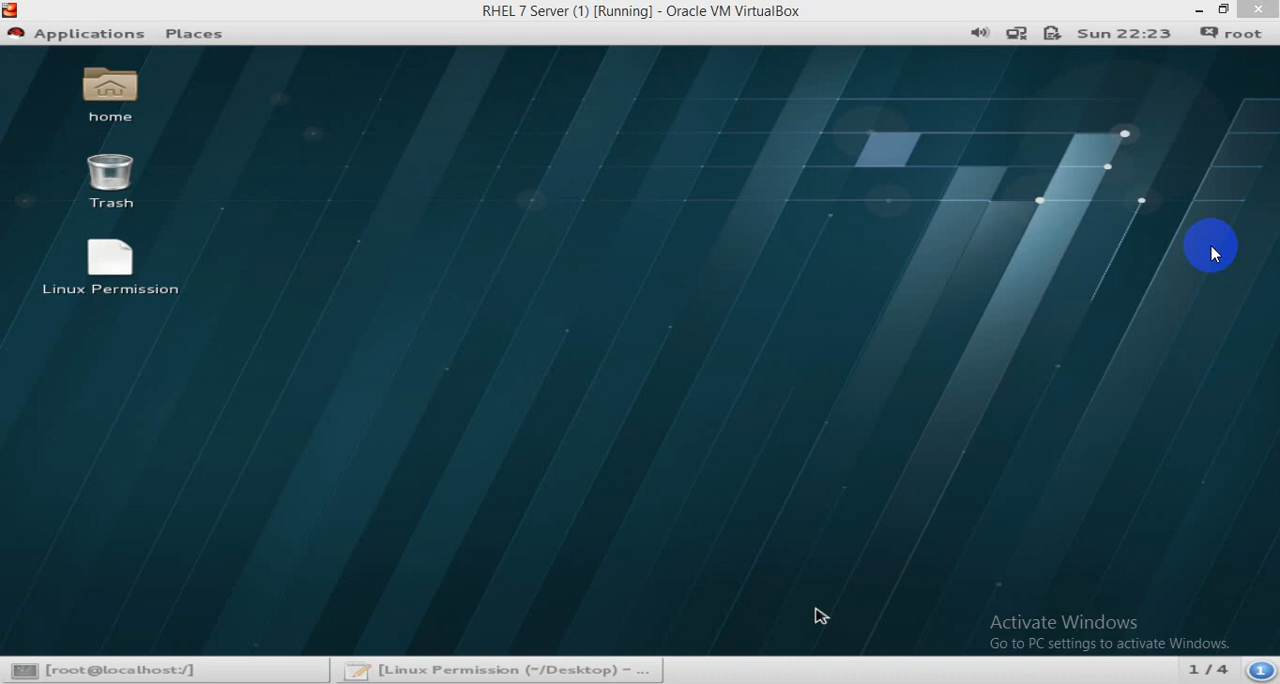 RHEL 7 Server (1) [Running] - Oracle VM VirtualBox
Applications Places Sun 22:23 root
home
Trash
Linux Permission
Activate Windows
Go to PC settings to activate Windows.
[root@localhost:/] [Linux Permission (~/Desktop) - ... 1 / 4 1